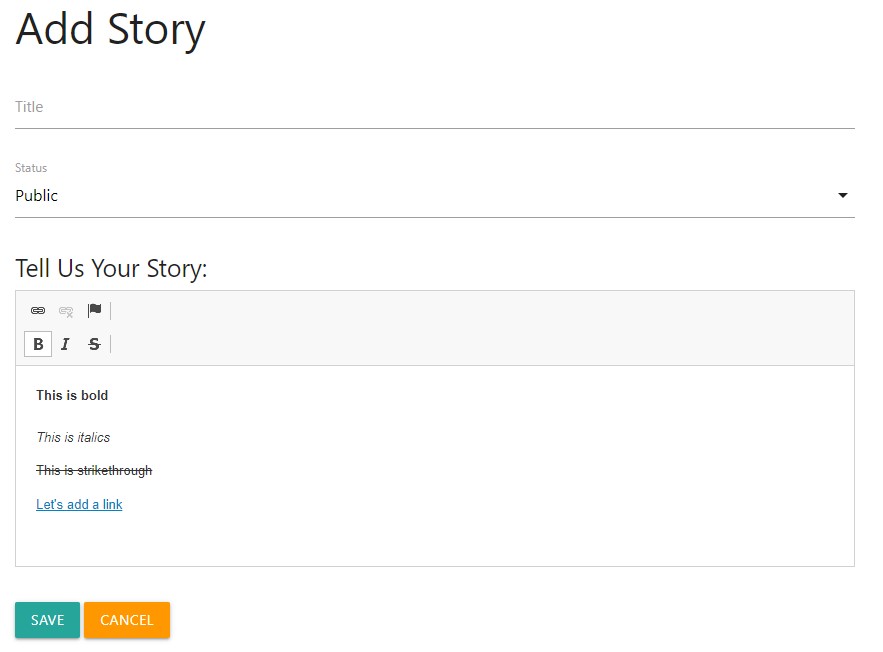 Add Story
Title
Status
Public
Tell Us Your Story:
B I S
This is bold
This is italics
This is strikethrough
Let's add a link
SAVE CANCEL